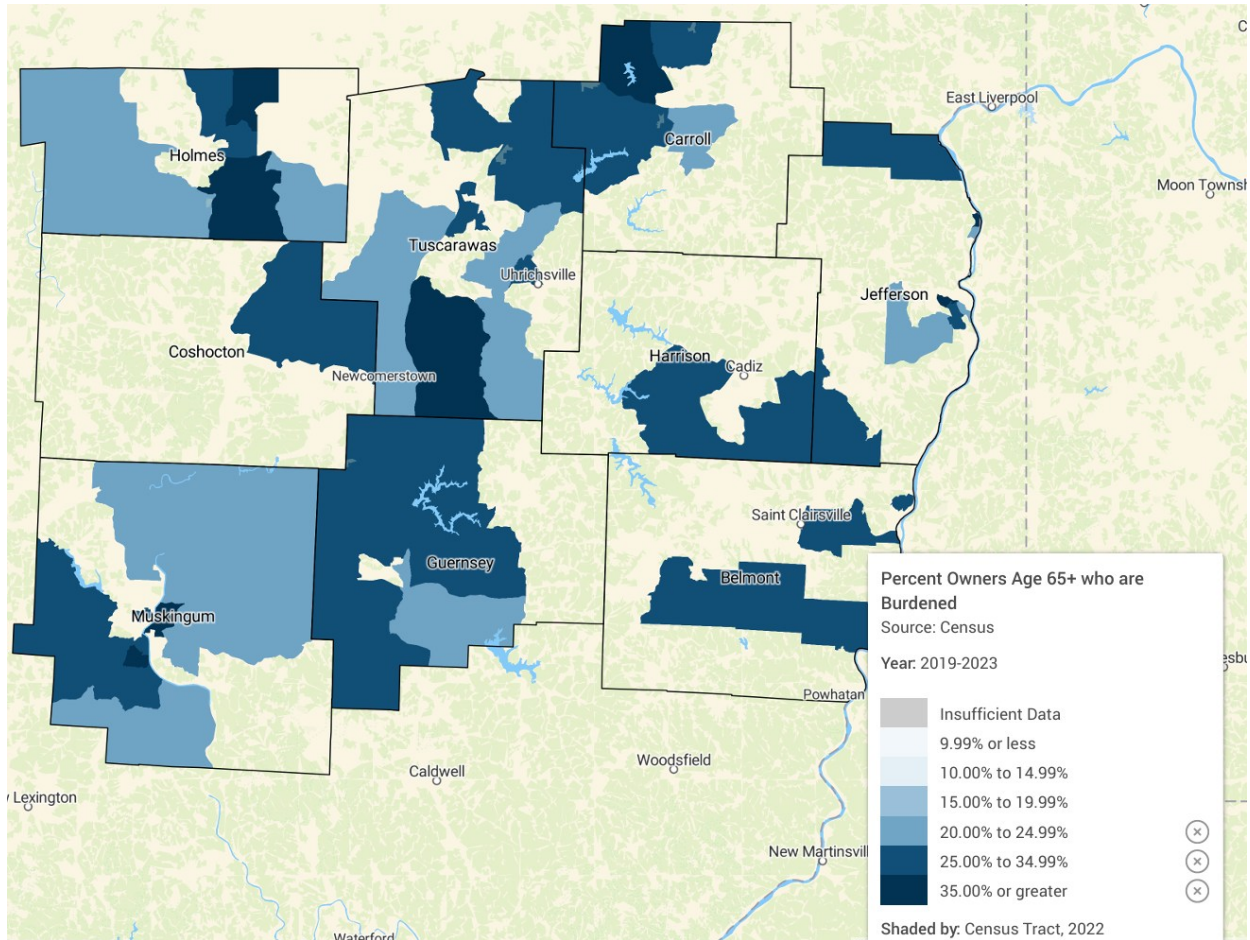 East Liverpool
Moon Townsh
Carroll
Holmes
Tuscarawas
Uhrichsville
Jefferson
Coshocton
Newcomerstown
Harrison
Cadiz
Saint Clairsville
Guernsey
Belmont
Muskingum
Powhatan
Woodsfield
Caldwell
Lexington
New Martinsvill
Waterford
Percent Owners Age 65+ who are
Burdened
Source: Census
Year: 2019-2023
Insufficient Data
9.99% or less
10.00% to 14.99%
15.00% to 19.99%
20.00% to 24.99%
25.00% to 34.99%
35.00% or greater
Shaded by: Census Tract, 2022